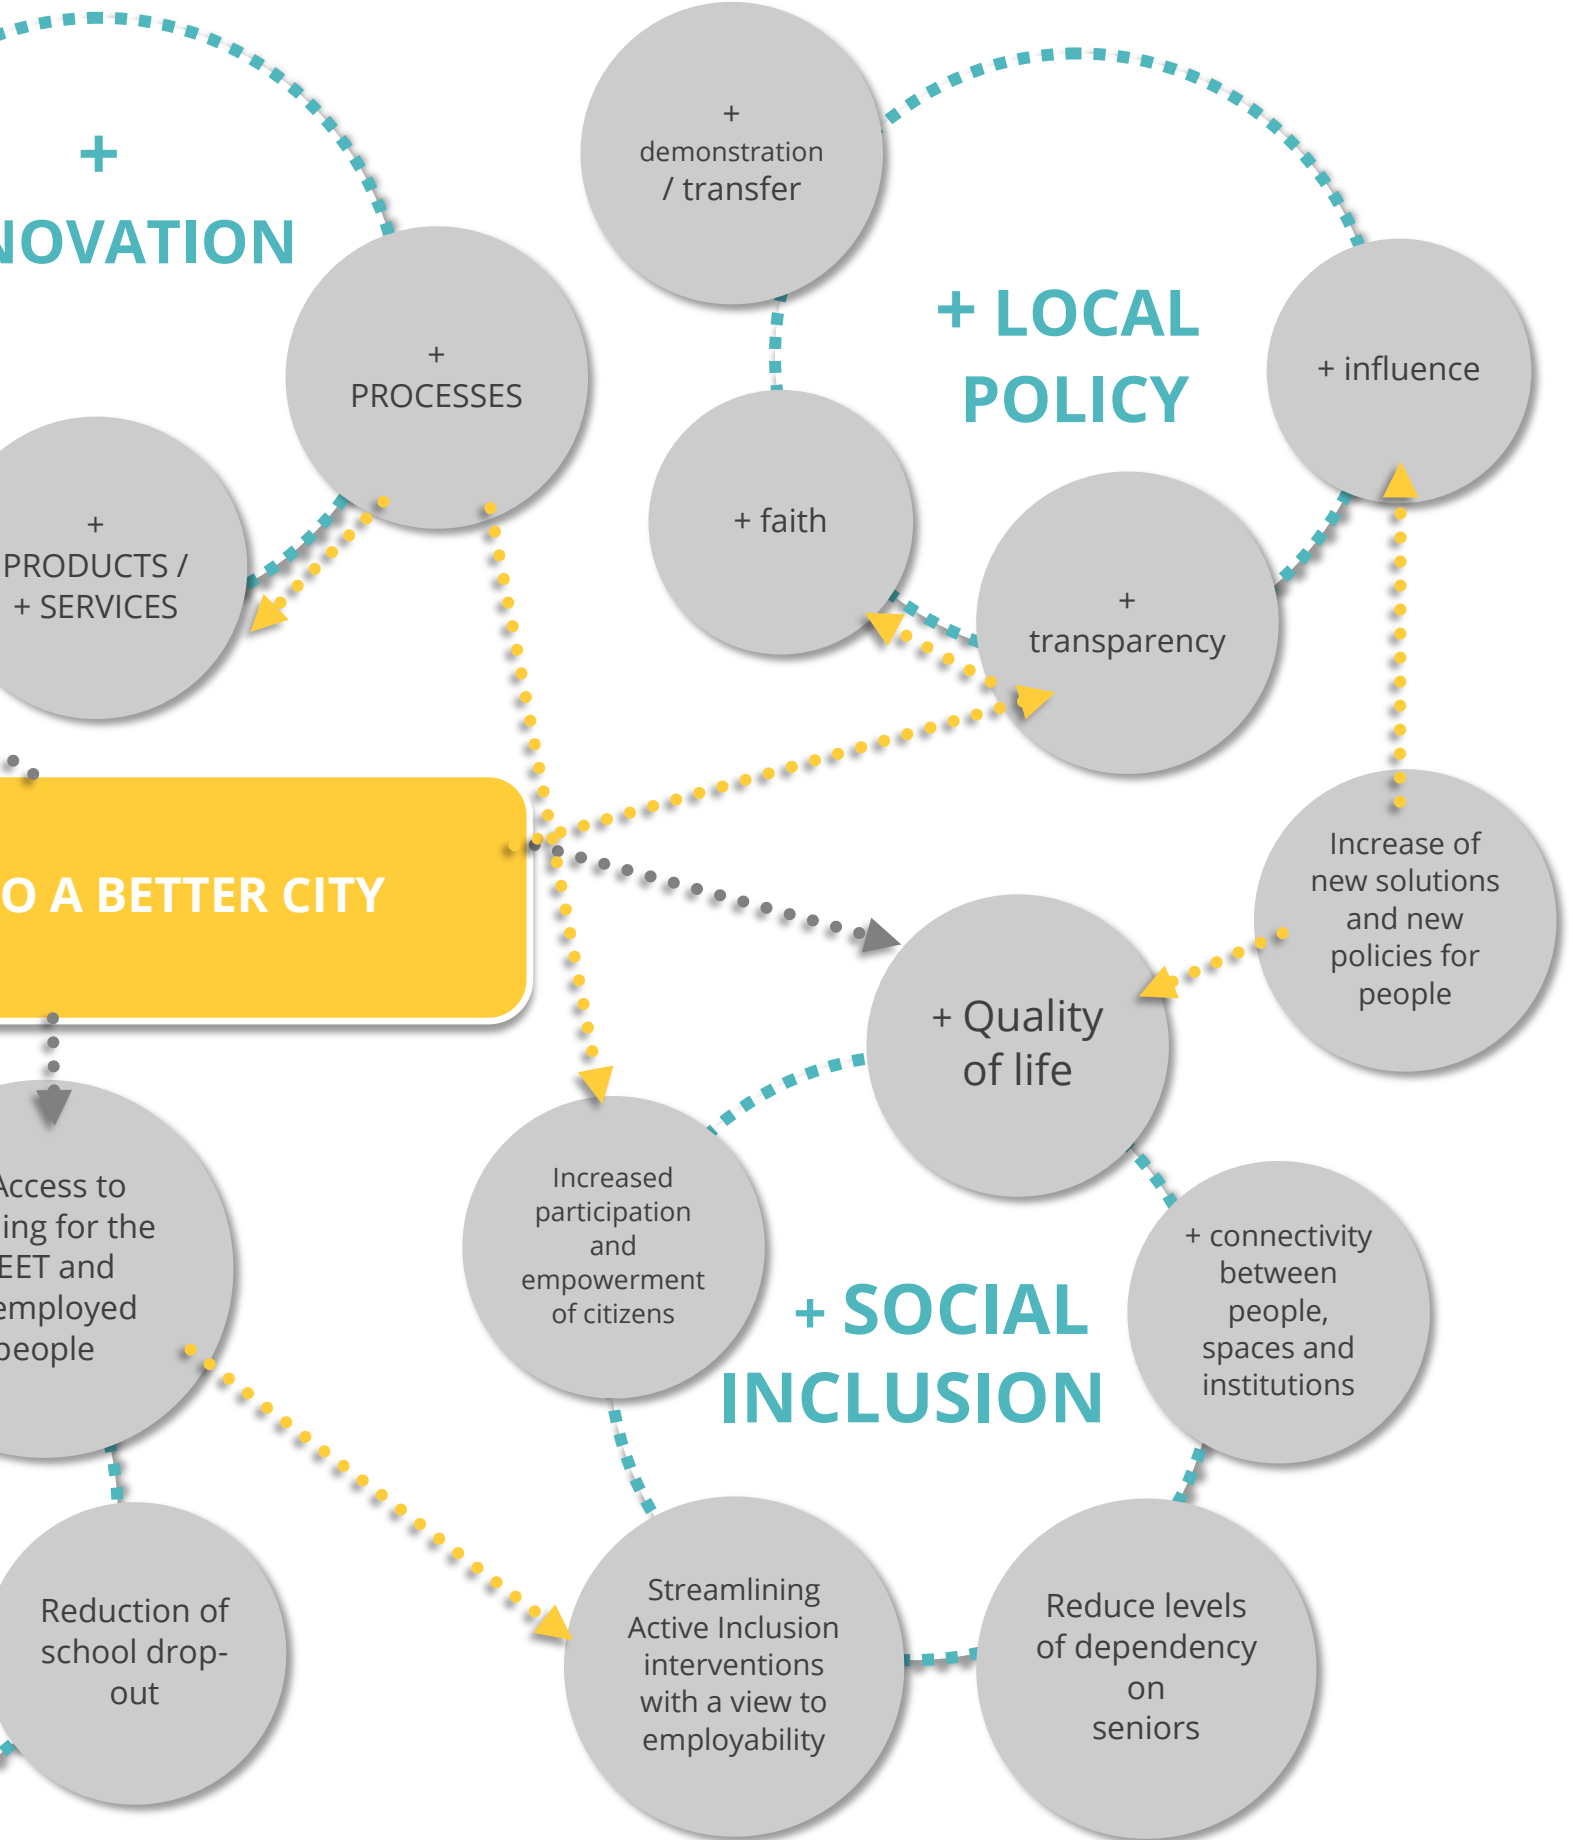 +
NOVATION
+
PROCESSES
+
PRODUCTS /
+ SERVICES
+
demonstration
/ transfer
+ LOCAL
POLICY
+ influence
+ faith
+
transparency
O A BETTER CITY
Increase of
new solutions
and new
policies for
people
+ Quality
of life
Access to
ing for the
EET and
employed
people
Increased
participation
and
empowerment
of citizens
+ SOCIAL
INCLUSION
+ connectivity
between
people,
spaces and
institutions
Reduction of
school drop-
out
Streamlining
Active Inclusion
interventions
with a view to
employability
Reduce levels
of dependency
on
seniors